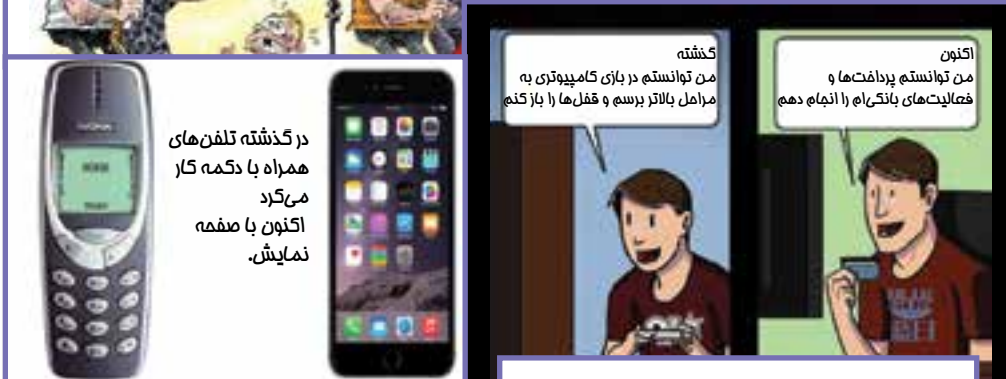 گذشته
من توانستم در بازی کامپیوتری به
مراحل بالاتر برسم و قفل‌ها را باز کنم
اکنون
من توانستم پرداخت‌ها و
فعالیت‌های بانکی‌ام را انجام دهم
در گذشته تلفن‌های
همراه با دکمه کار
می‌کرد
اکنون با صفحه
نمایش.
NOKIA